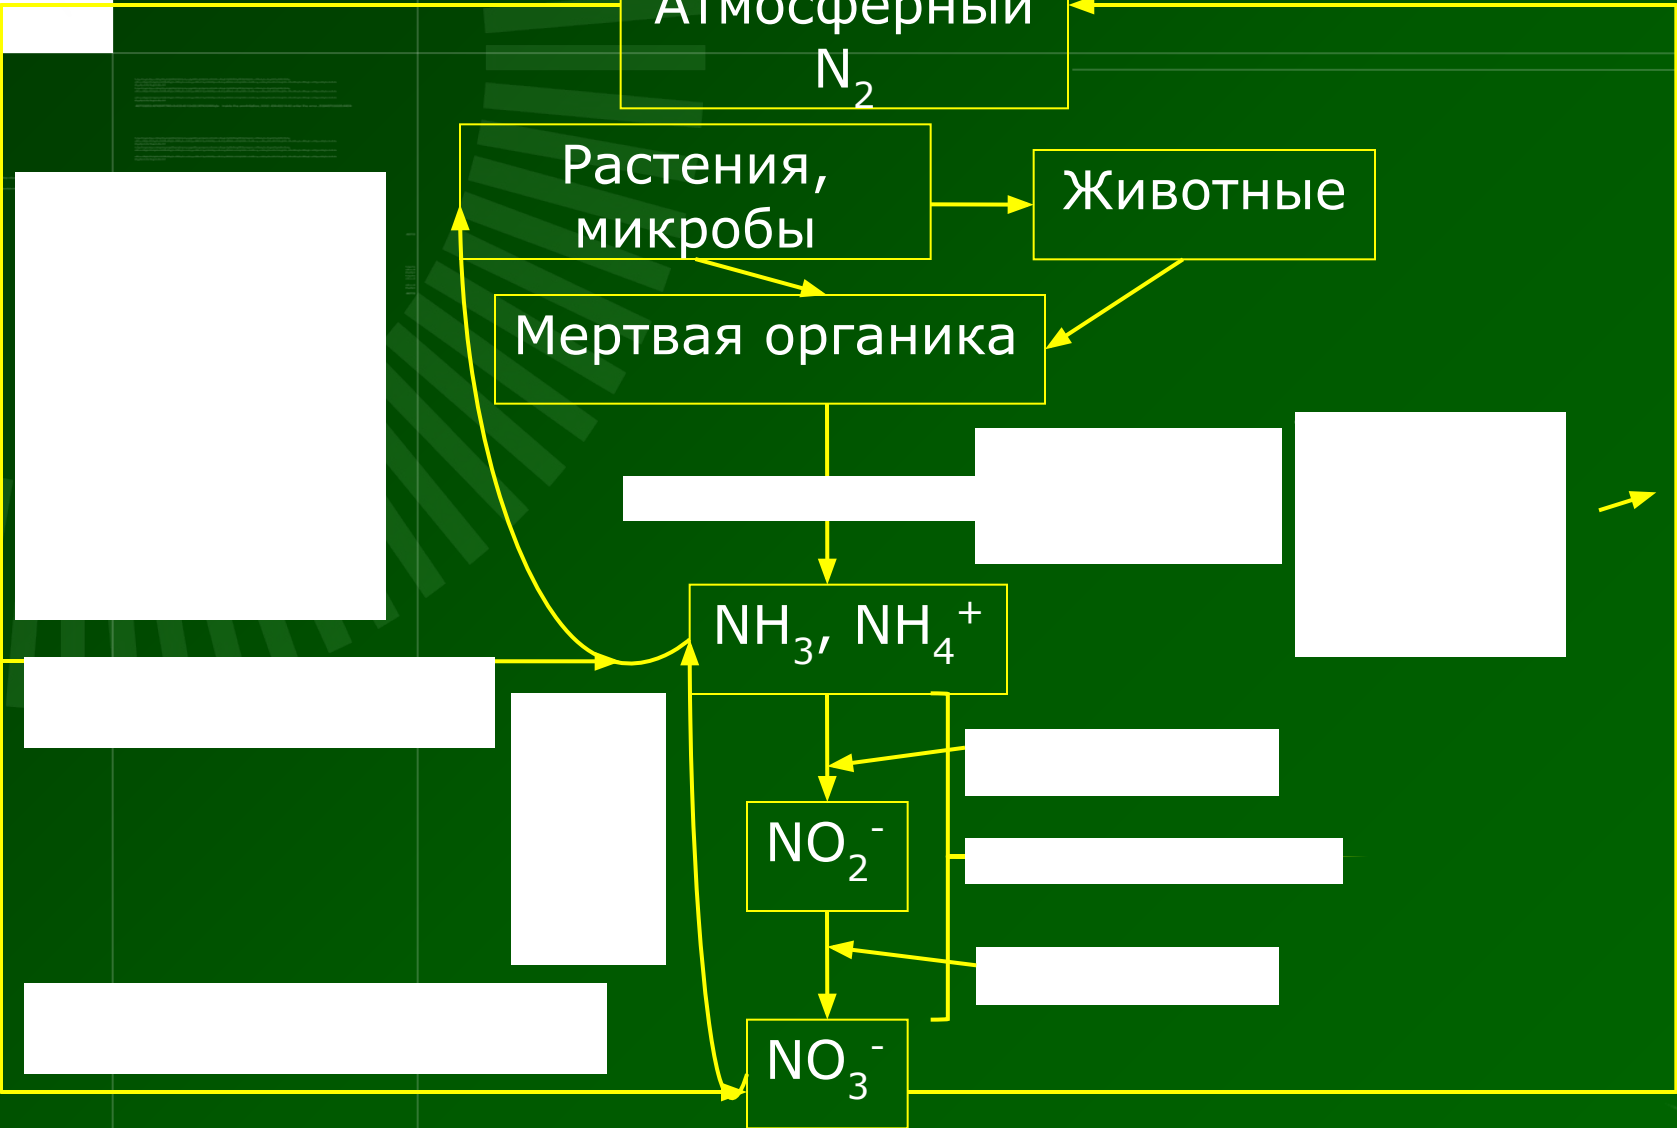 Атмосферный
N₂
Растения,
микробы
Животные
Мертвая органика
NH₃, NH₄⁺
NO₂⁻
NO₃⁻